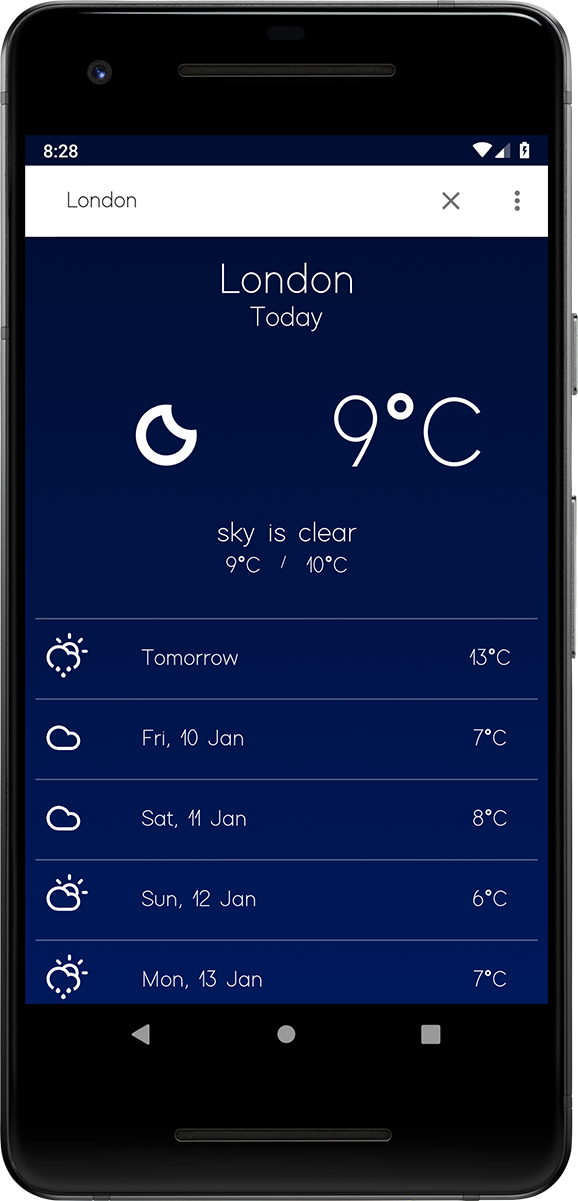 8:28
London
London
Today
9°C
sky is clear
9°C / 10°C
Tomorrow 13°C
Fri, 10 Jan 7°C
Sat, 11 Jan 8°C
Sun, 12 Jan 6°C
Mon, 13 Jan 7°C